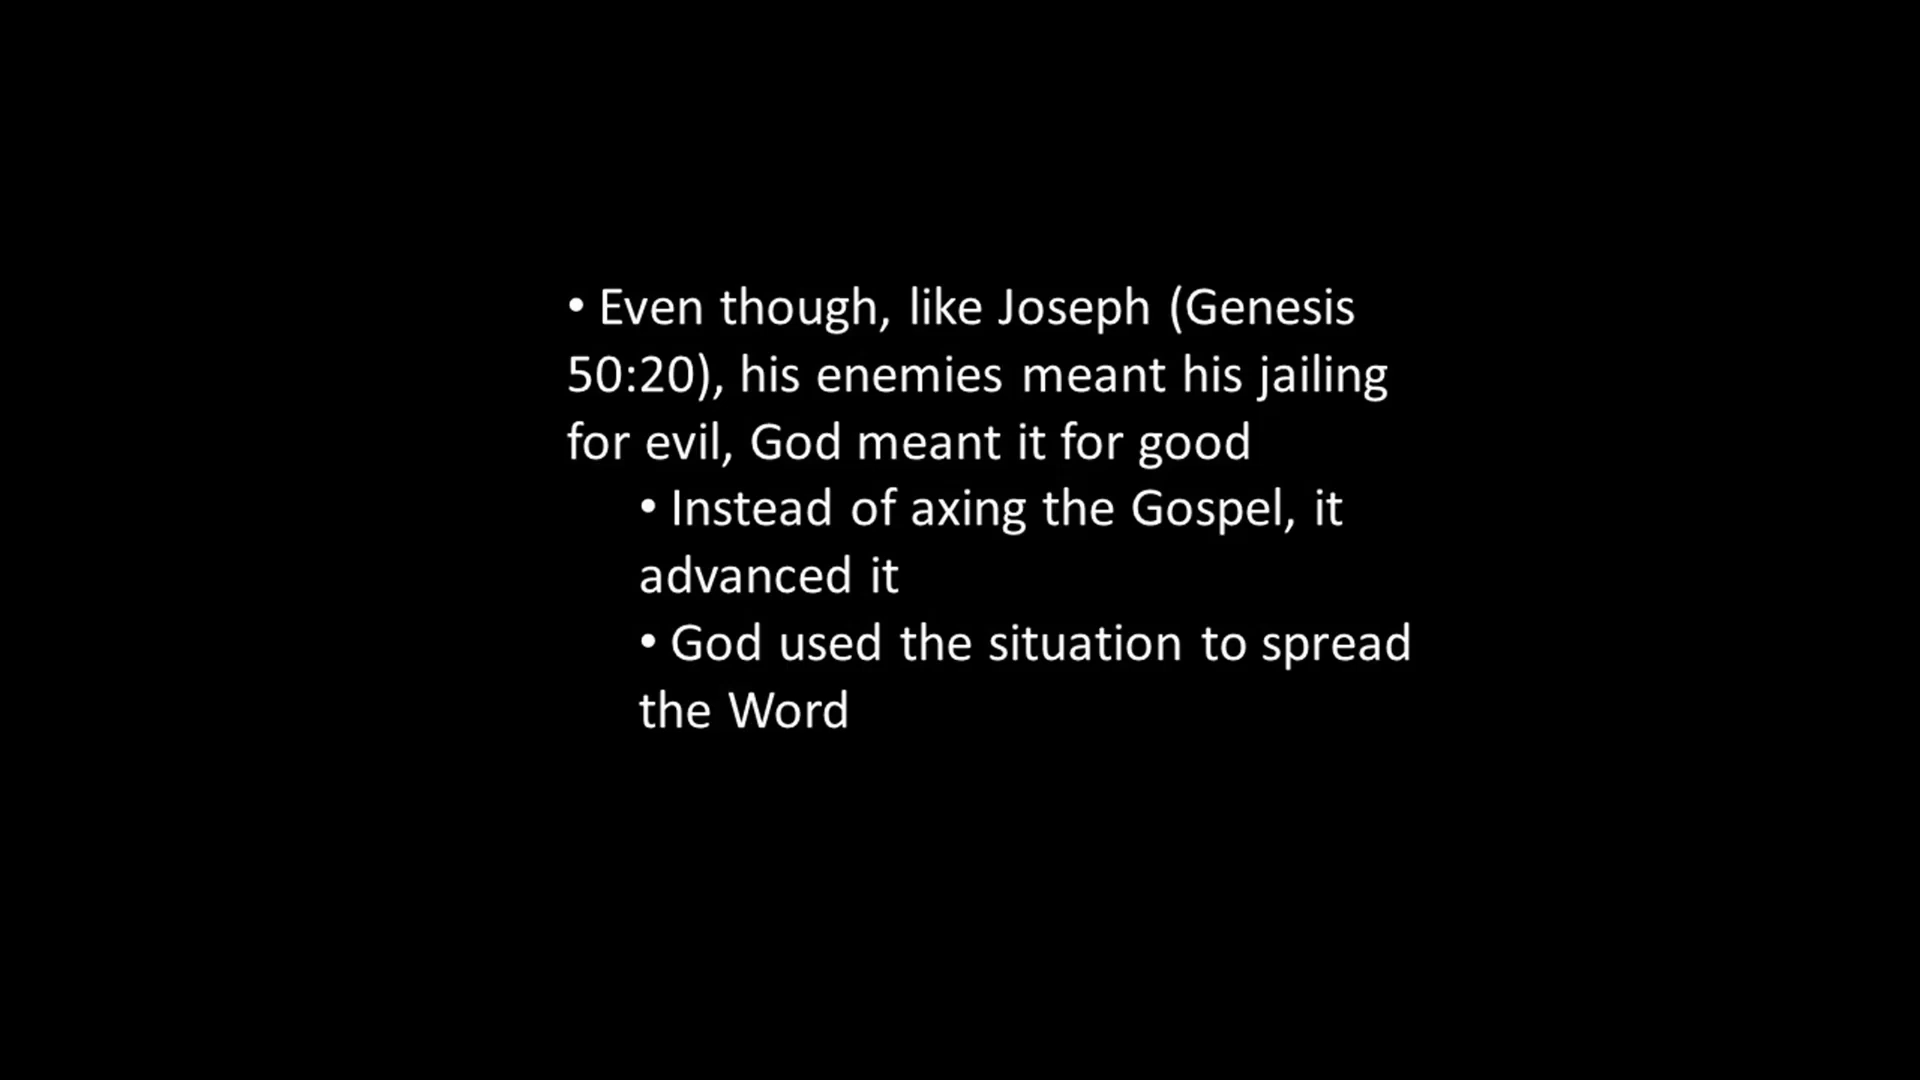 • Even though, like Joseph (Genesis
50:20), his enemies meant his jailing
for evil, God meant it for good
• Instead of axing the Gospel, it
advanced it
• God used the situation to spread
the Word